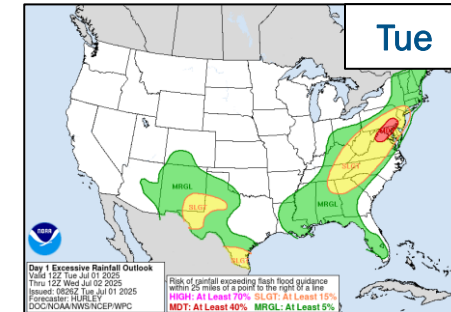 Tue
MRGL
SLGT
MRGL
SLGT
MDT
SLGT
NOAA
Day 1 Excessive Rainfall Outlook
Valid 12Z Tue Jul 01 2025
Thru 12Z Wed Jul 02 2025
Issued: 0826Z Tue Jul 01 2025
Forecaster: HURLEY
DOC/NOAA/NWS/NCEP/WPC
Risk of rainfall exceeding flash flood guidance
within 25 miles of a point to the right of a line
HIGH: At Least 70% SLGT: At Least 15%
MDT: At Least 40% MRGL: At Least 5%